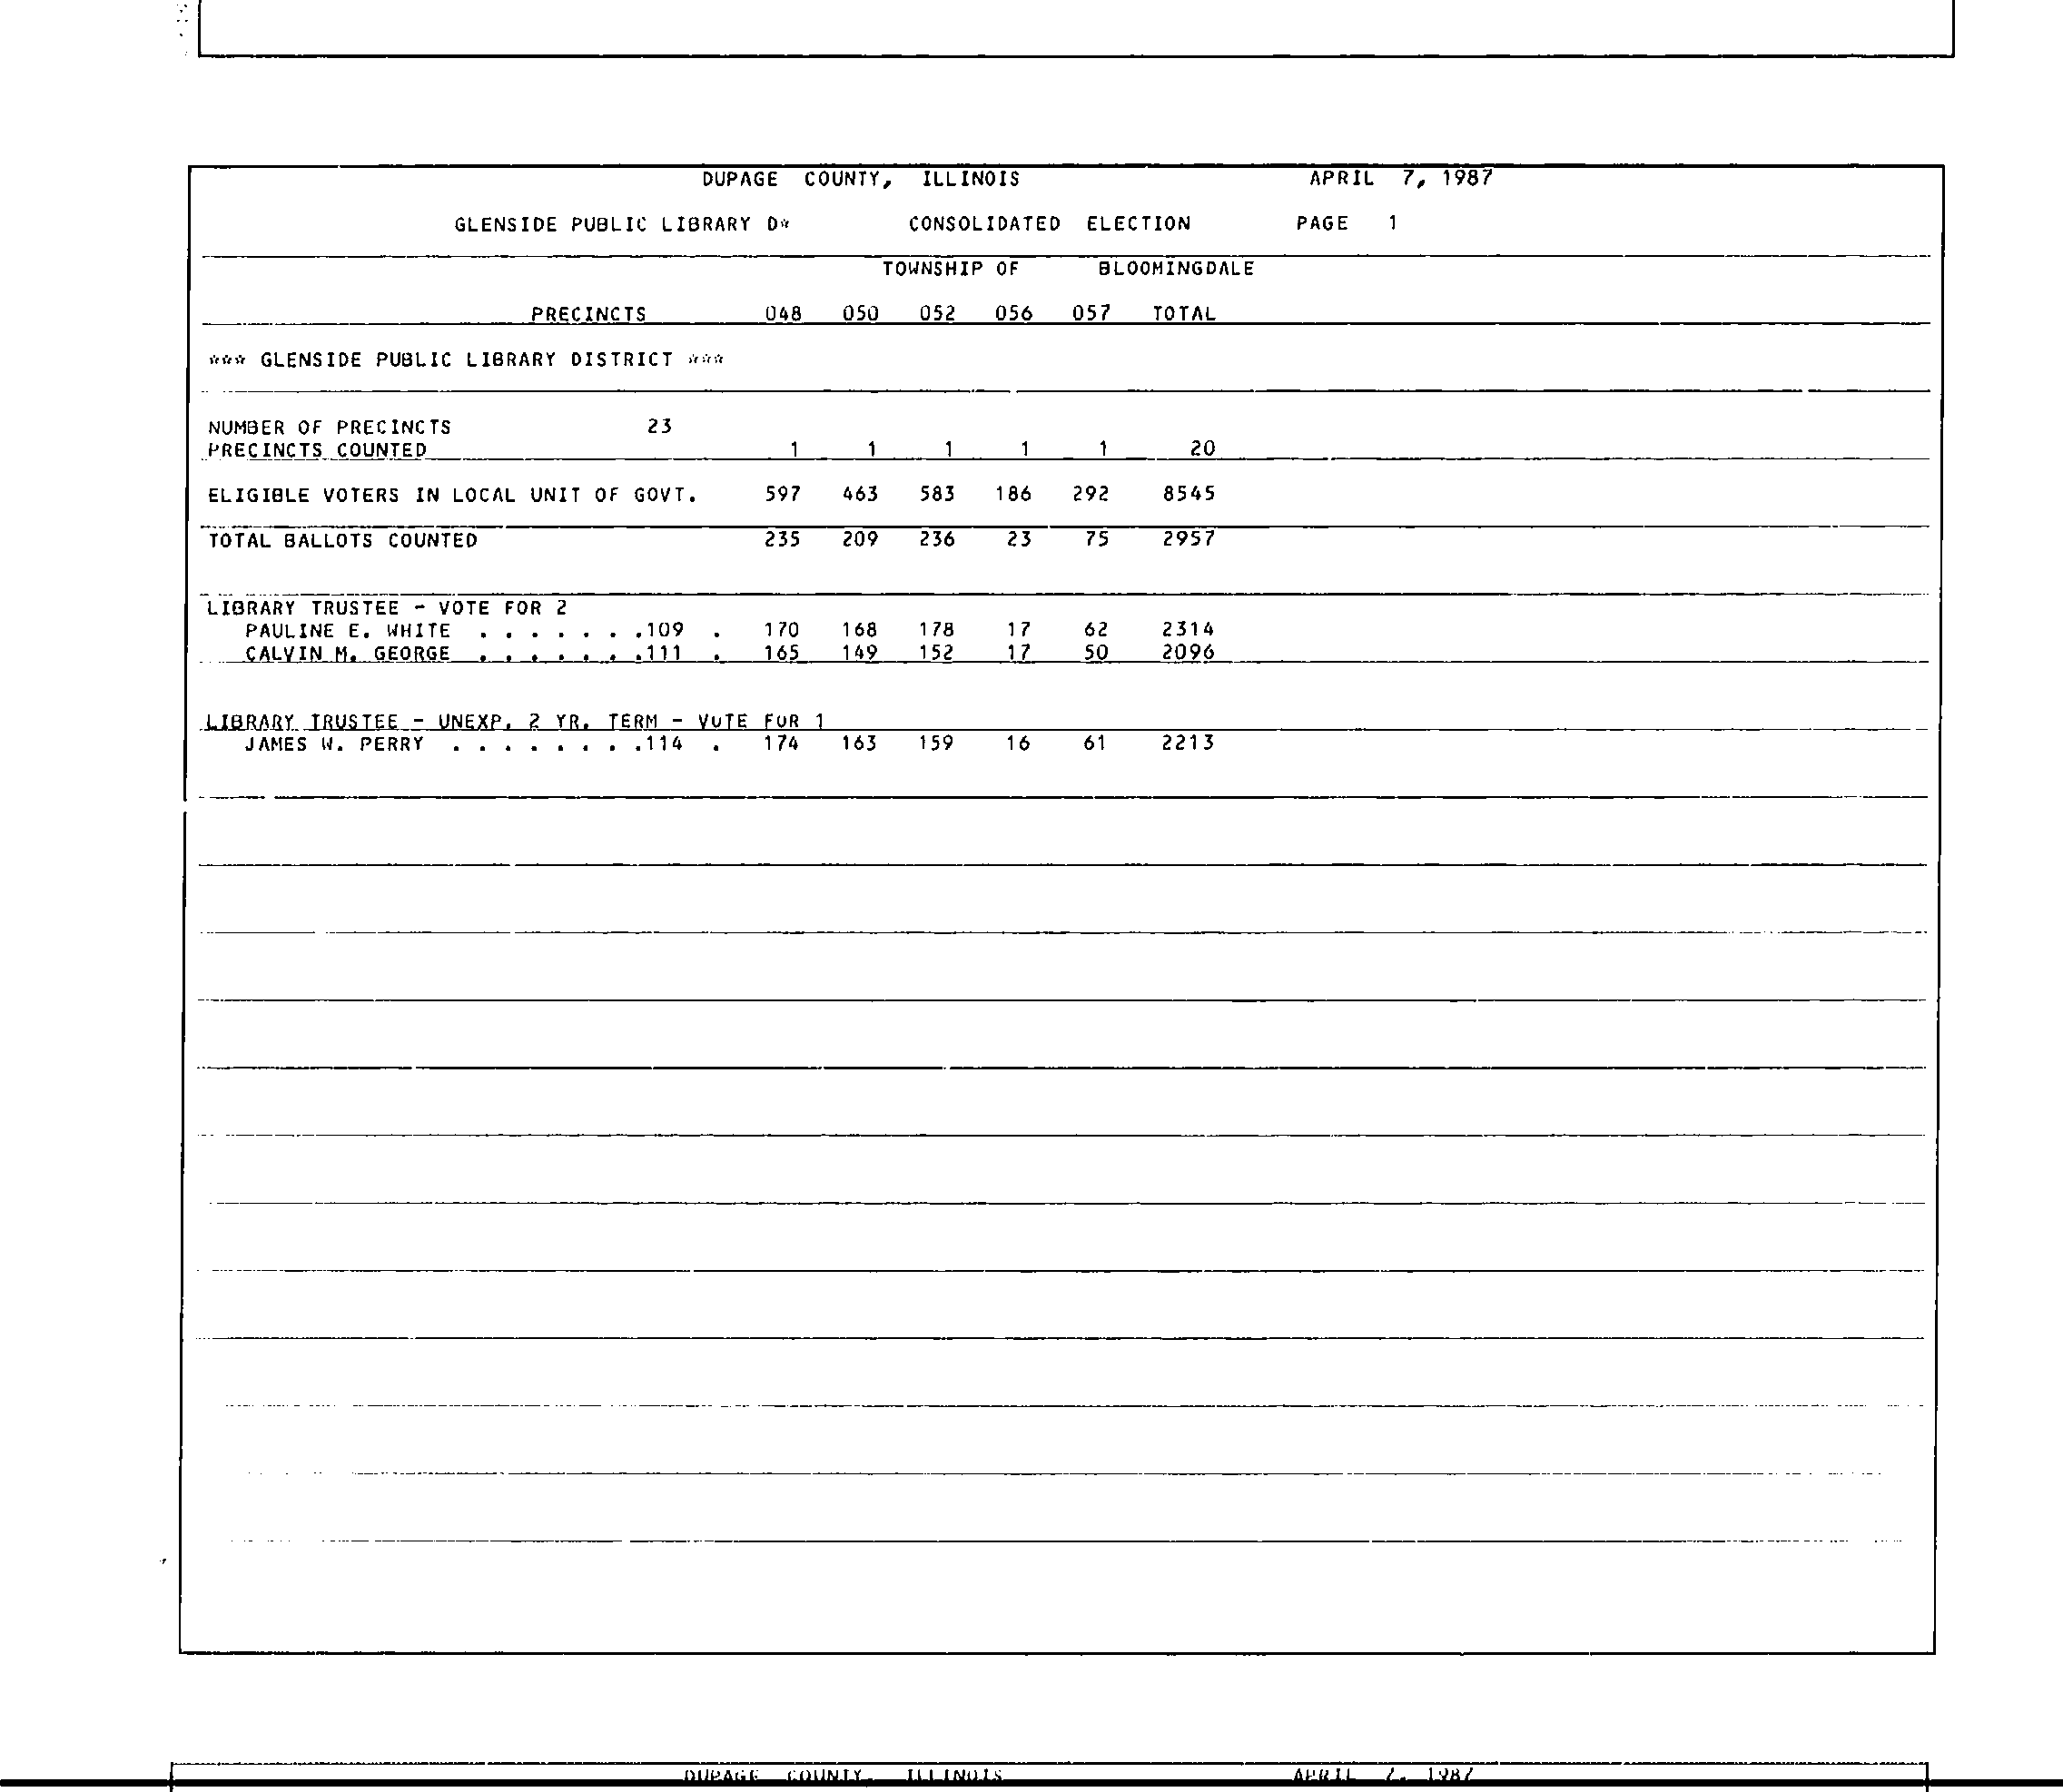 DUPAGE COUNTY, ILLINOIS APRIL 7, 1987
GLENSIDE PUBLIC LIBRARY D* CONSOLIDATED ELECTION PAGE 1
TOWNSHIP OF BLOOMINGDALE
PRECINCTS 048 050 052 056 057 TOTAL
*** GLENSIDE PUBLIC LIBRARY DISTRICT ***
NUMBER OF PRECINCTS 23
PRECINCTS COUNTED 1 1 1 1 1 20
ELIGIBLE VOTERS IN LOCAL UNIT OF GOVT. 597 463 583 186 292 8545
TOTAL BALLOTS COUNTED 235 209 236 23 75 2957
LIBRARY TRUSTEE - VOTE FOR 2
PAULINE E. WHITE . . . . . . .109 . 170 168 178 17 62 2314
CALVIN M. GEORGE . . . . . . .111 . 165 149 152 17 50 2096
LIBRARY TRUSTEE - UNEXP. 2 YR. TERM - VOTE FOR 1
JAMES W. PERRY . . . . . . . .114 . 174 163 159 16 61 2213
DUPAGE COUNTY, ILLINOIS APRIL 7, 1987